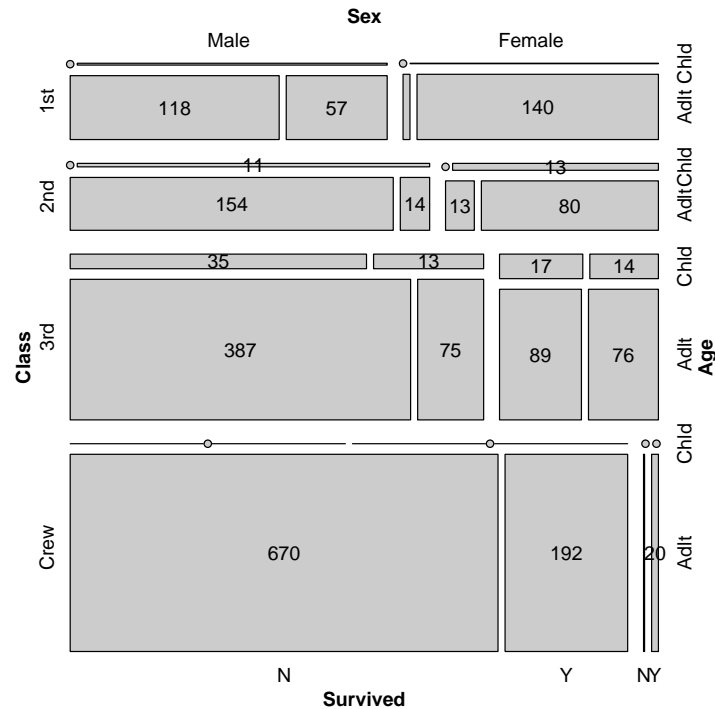 Sex
Male Female
1st
118 57 140
Chld
Adlt
2nd
11 13
154 14 13 80
Chld
Adlt
Class
3rd
35 13 17 14
387 75 89 76
Chld
Adlt
Age
Crew
670 192 20
Chld
Adlt
N Y N Y
Survived